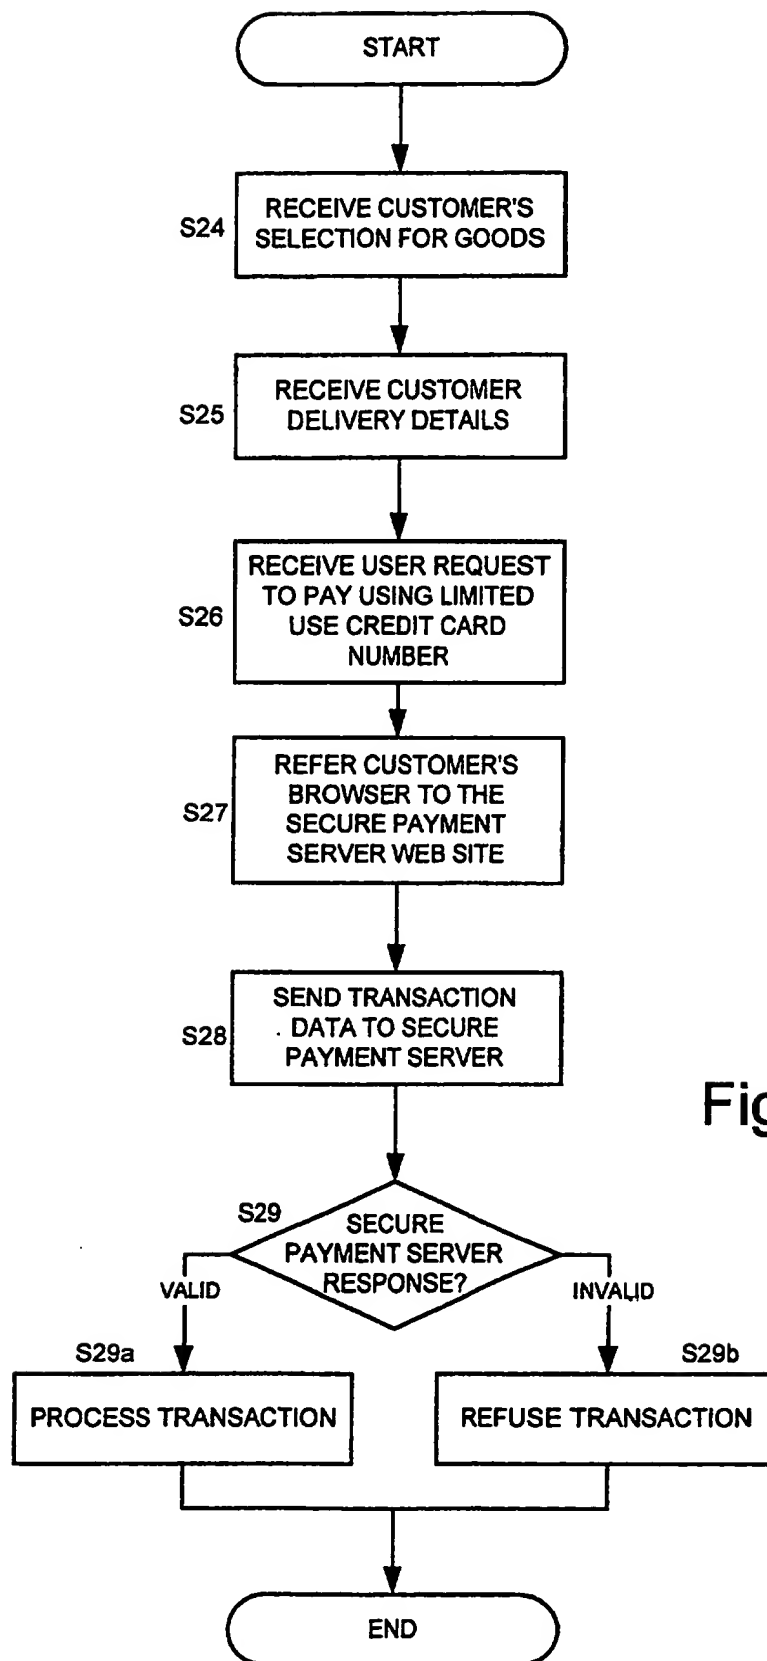 START
S24
RECEIVE CUSTOMER'S
SELECTION FOR GOODS
S25
RECEIVE CUSTOMER
DELIVERY DETAILS
S26
RECEIVE USER REQUEST
TO PAY USING LIMITED
USE CREDIT CARD
NUMBER
S27
REFER CUSTOMER'S
BROWSER TO THE
SECURE PAYMENT
SERVER WEB SITE
S28
SEND TRANSACTION
DATA TO SECURE
PAYMENT SERVER
Fig
S29
SECURE
PAYMENT SERVER
RESPONSE?
VALID
INVALID
S29a
S29b
PROCESS TRANSACTION
REFUSE TRANSACTION
END